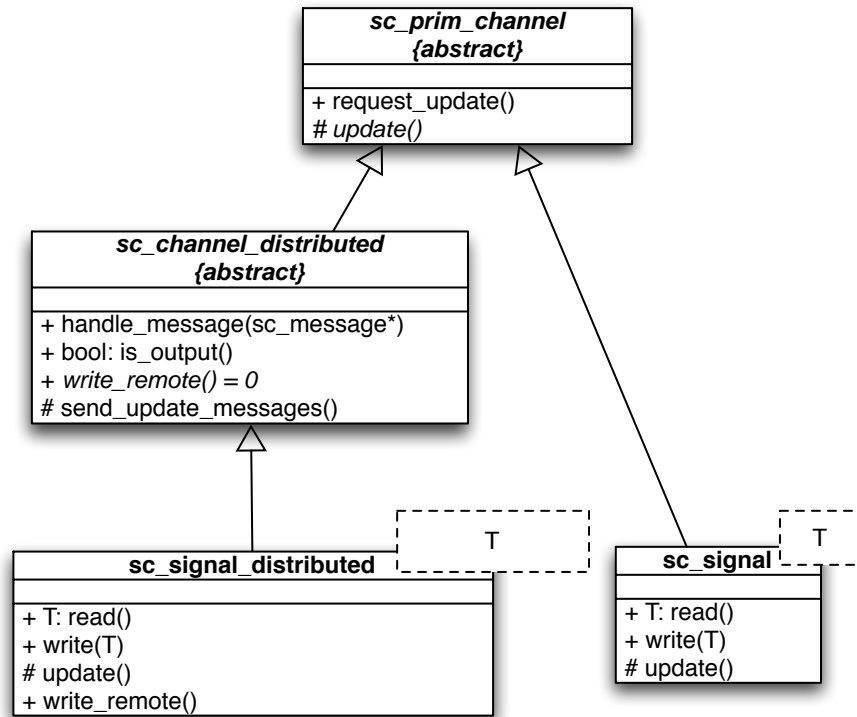 sc_prim_channel
{abstract}
+ request_update()
# update()
sc_channel_distributed
{abstract}
+ handle_message(sc_message*)
+ bool: is_output()
+ write_remote() = 0
# send_update_messages()
T
sc_signal_distributed
+ T: read()
+ write(T)
# update()
+ write_remote()
T
sc_signal
+ T: read()
+ write(T)
# update()